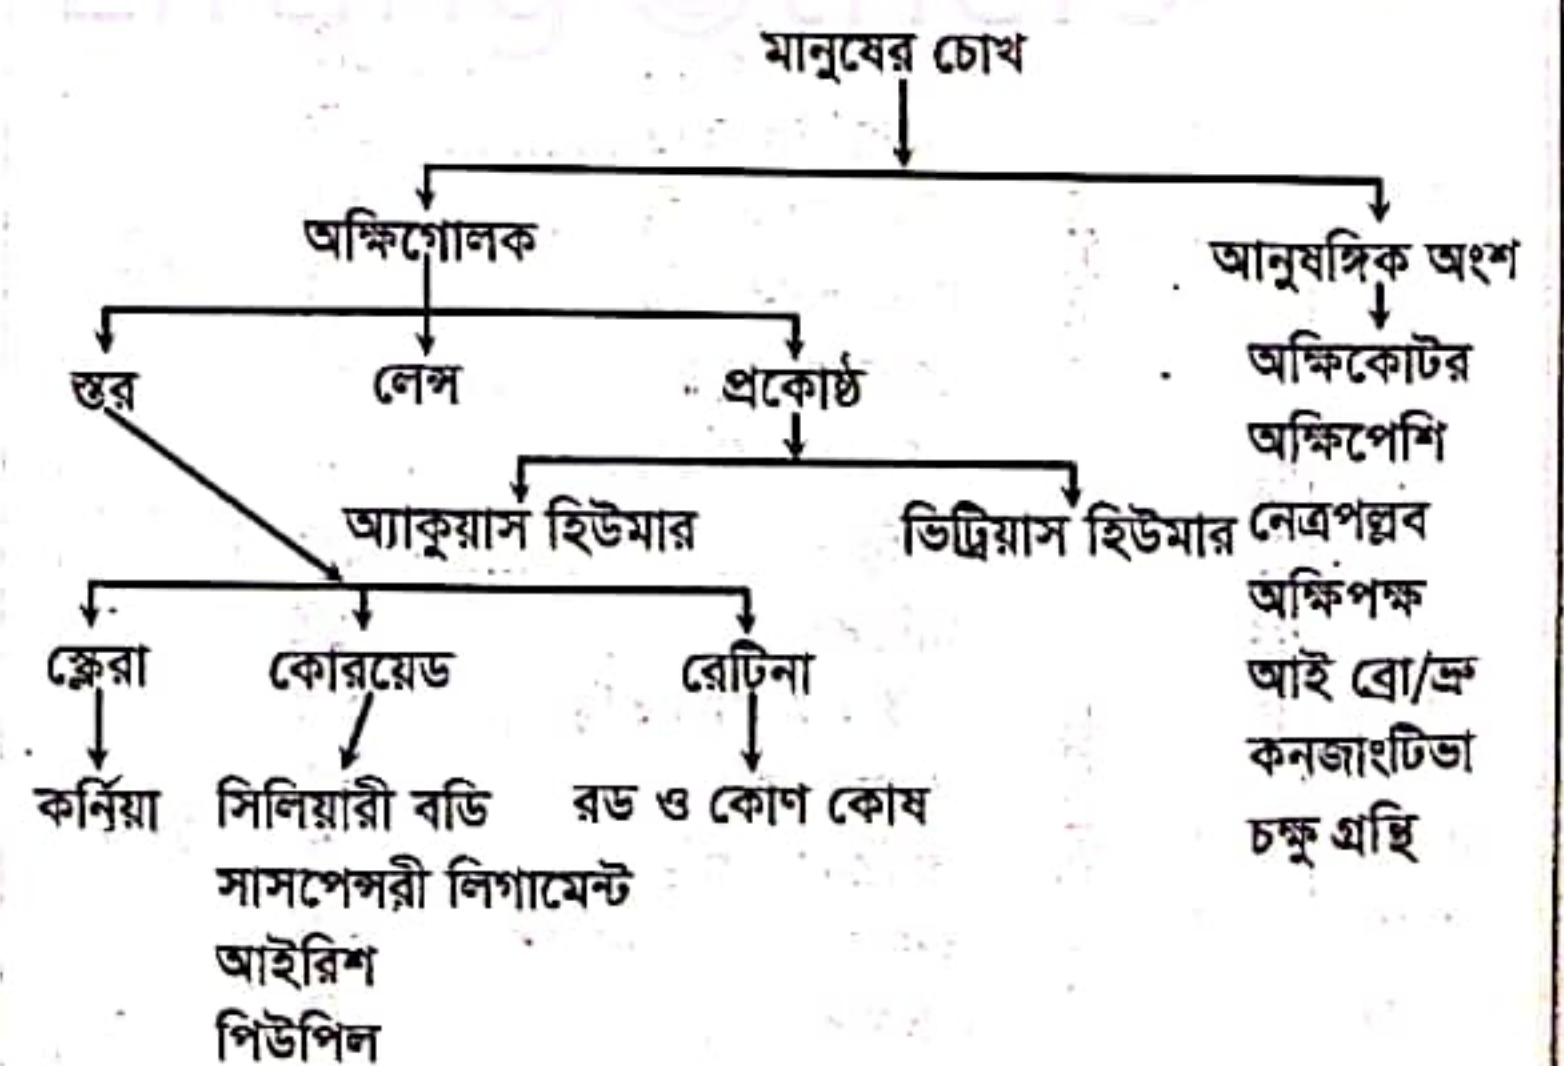 মানুষের চোখ
অক্ষিগোলক
আনুষঙ্গিক অংশ
স্তর
লেন্স
প্রকোষ্ঠ
অ্যাকুয়াস হিউমার
ভিট্রিয়াস হিউমার
স্ক্লেরা
কোরয়েড
রেটিনা
কর্নিয়া
সিলিয়ারী বডি
সাসপেন্সরী লিগামেন্ট
আইরিশ
পিউপিল
রড ও কোণ কোষ
অক্ষিকোটর
অক্ষিপেশি
নেত্রপল্লব
অক্ষিপক্ষ
আই ব্রো/ভ্রু
কনজাংটিভা
চক্ষু গ্রন্থি